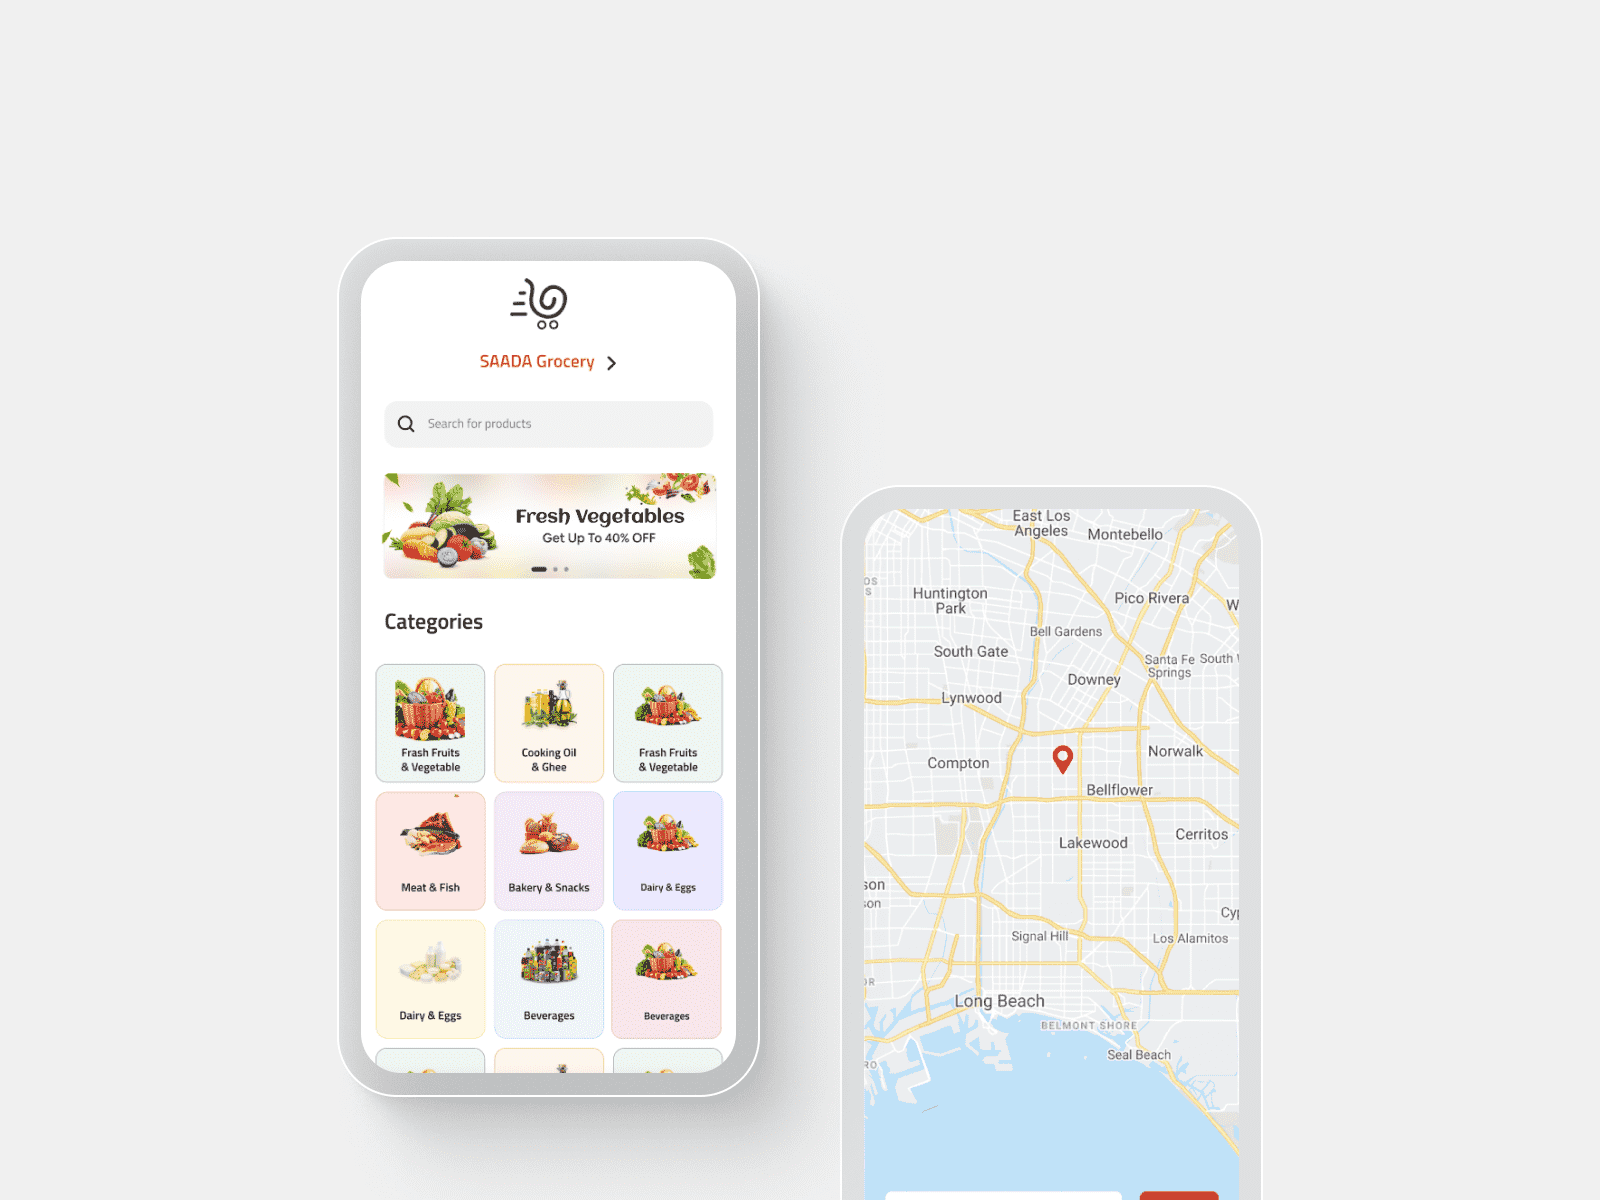 SAADA Grocery
Search for products
Fresh Vegetables
Get Up To 40% OFF
Categories
Frash Fruits
& Vegetable
Cooking Oil
& Ghee
Frash Fruits
& Vegetable
Meat & Fish
Bakery & Snacks
Dairy & Eggs
Dairy & Eggs
Beverages
Beverages
East Los
Angeles
Montebello
Huntington
Park
Pico Rivera
Bell Gardens
South Gate
Santa Fe
Springs
South
Downey
Lynwood
Norwalk
Compton
Bellflower
Cerritos
Lakewood
Signal Hill
Los Alamitos
Long Beach
BELMONT SHORE
Seal Beach